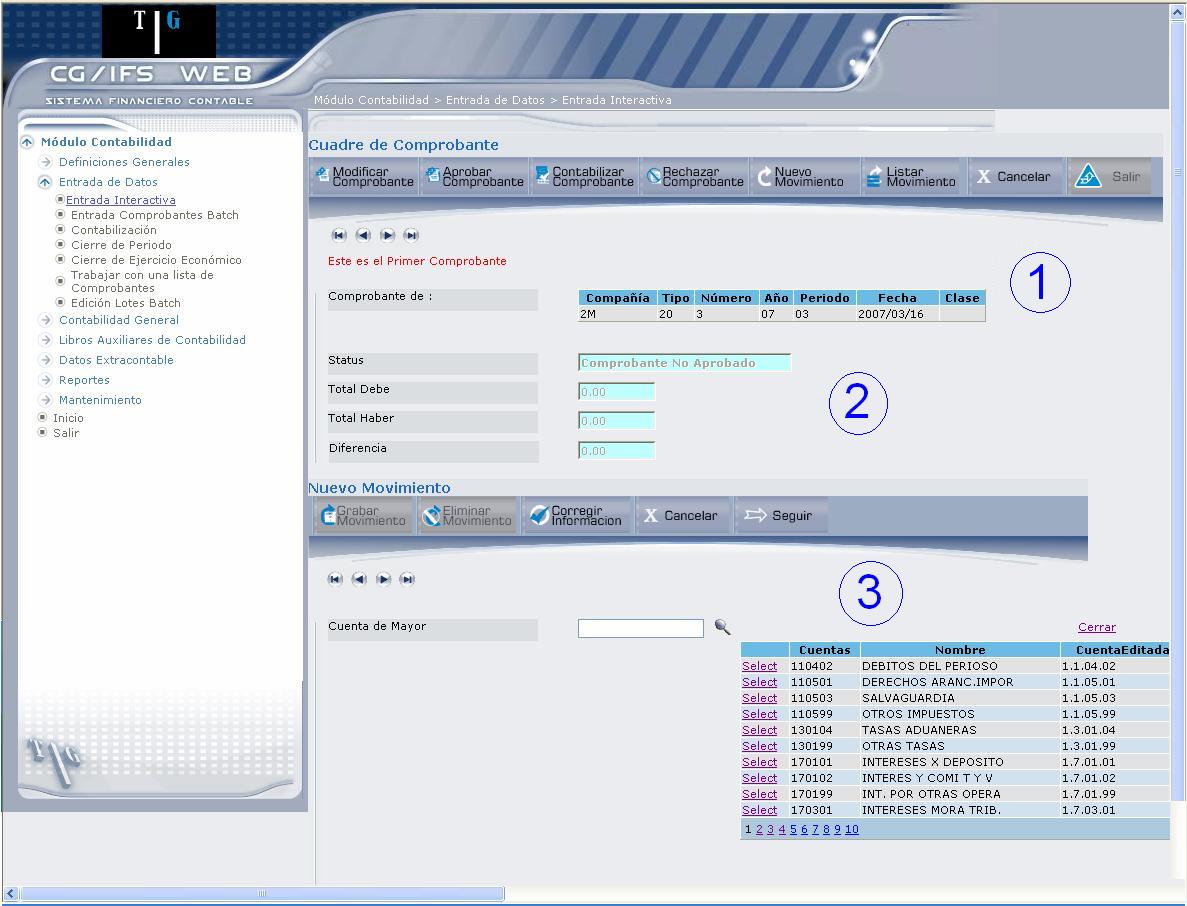 T G
CG/IFS WEB
SISTEMA FINANCIERO CONTABLE
Módulo Contabilidad > Entrada de Datos > Entrada Interactiva
Módulo Contabilidad
Definiciones Generales
Entrada de Datos
Entrada Interactiva
Entrada Comprobantes Batch
Contabilización
Cierre de Periodo
Cierre de Ejercicio Económico
Trabajar con una lista de
Comprobantes
Edición Lotes Batch
Contabilidad General
Libros Auxiliares de Contabilidad
Datos Extracontable
Reportes
Mantenimiento
Inicio
Salir
T G
Cuadre de Comprobante
Modificar Comprobante
Aprobar Comprobante
Contabilizar Comprobante
Rechazar Comprobante
Nuevo Movimiento
Listar Movimiento
X Cancelar
Salir
Este es el Primer Comprobante
1
Comprobante de :
Compañía Tipo Número Año Periodo Fecha Clase
2M 20 3 07 03 2007/03/16
Status Comprobante No Aprobado
2
Total Debe 0.00
Total Haber 0.00
Diferencia 0.00
Nuevo Movimiento
Grabar Movimiento
Eliminar Movimiento
Corregir Informacion
X Cancelar
Seguir
3
Cuenta de Mayor
Cerrar
Cuentas Nombre CuentaEditada
Select 110402 DEBITOS DEL PERIOSO 1.1.04.02
Select 110501 DERECHOS ARANC.IMPOR 1.1.05.01
Select 110503 SALVAGUARDIA 1.1.05.03
Select 110599 OTROS IMPUESTOS 1.1.05.99
Select 130104 TASAS ADUANERAS 1.3.01.04
Select 130199 OTRAS TASAS 1.3.01.99
Select 170101 INTERESES X DEPOSITO 1.7.01.01
Select 170102 INTERES Y COMI T Y V 1.7.01.02
Select 170199 INT. POR OTRAS OPERA 1.7.01.99
Select 170301 INTERESES MORA TRIB. 1.7.03.01
1 2 3 4 5 6 7 8 9 10